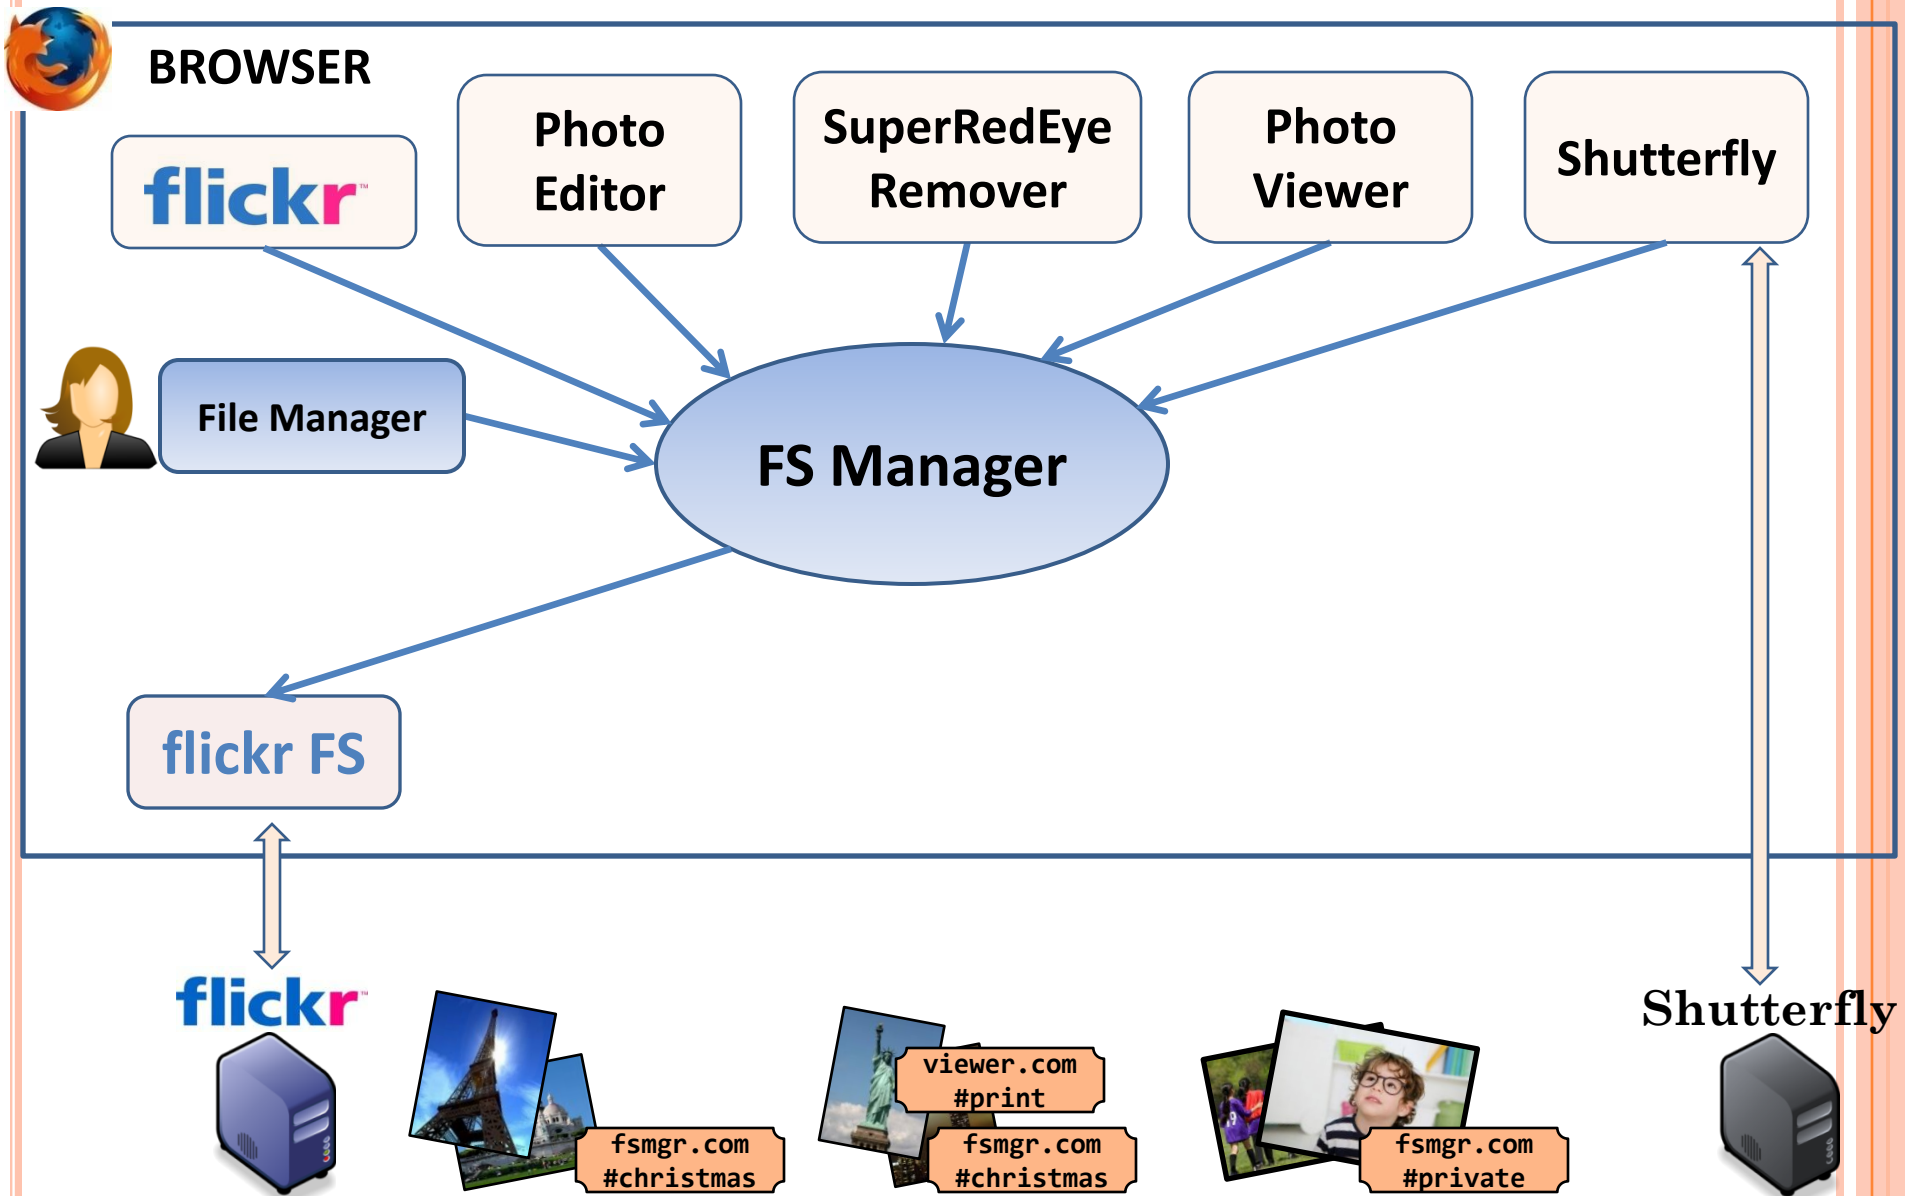 BROWSER
flickr™
Photo
Editor
SuperRedEye
Remover
Photo
Viewer
Shutterfly
File Manager
FS Manager
flickr FS
flickr
Shutterfly
viewer.com
#print
fsmgr.com
#christmas
fsmgr.com
#christmas
fsmgr.com
#private